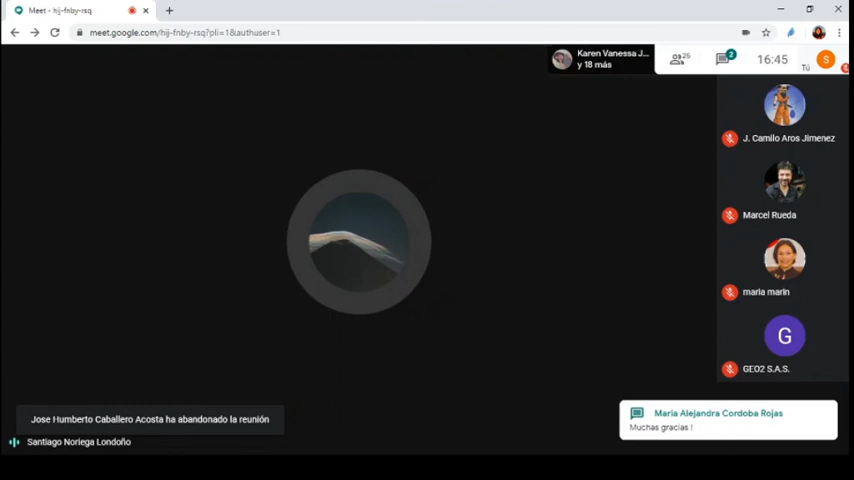 Meet - hij-fnby-rsq
meet.google.com/hij-fnby-rsq?pli=1&authuser=1
Karen Vanessa J...
y 18 más
25
2
16:45
Tú
S
J. Camilo Aros Jimenez
Marcel Rueda
maria marin
G
GEO2 S.A.S.
Jose Humberto Caballero Acosta ha abandonado la reunión
Maria Alejandra Cordoba Rojas
Muchas gracias !
Santiago Noriega Londoño